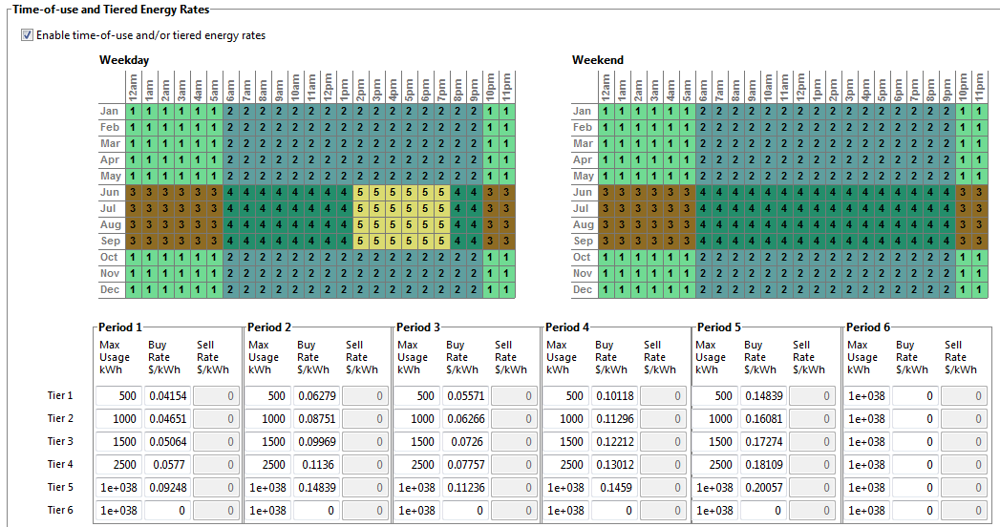 Time-of-use and Tiered Energy Rates
Enable time-of-use and/or tiered energy rates
Weekday Weekend
12am 1am 2am 3am 4am 5am 6am 7am 8am 9am 10am 11am 12pm 1pm 2pm 3pm 4pm 5pm 6pm 7pm 8pm 9pm 10pm 11pm 12am 1am 2am 3am 4am 5am 6am 7am 8am 9am 10am 11am 12pm 1pm 2pm 3pm 4pm 5pm 6pm 7pm 8pm 9pm 10pm 11pm
Jan 1 1 1 1 1 1 2 2 2 2 2 2 2 2 2 2 2 2 2 2 2 2 1 1 Jan 1 1 1 1 1 1 2 2 2 2 2 2 2 2 2 2 2 2 2 2 2 2 1 1
Feb 1 1 1 1 1 1 2 2 2 2 2 2 2 2 2 2 2 2 2 2 2 2 1 1 Feb 1 1 1 1 1 1 2 2 2 2 2 2 2 2 2 2 2 2 2 2 2 2 1 1
Mar 1 1 1 1 1 1 2 2 2 2 2 2 2 2 2 2 2 2 2 2 2 2 1 1 Mar 1 1 1 1 1 1 2 2 2 2 2 2 2 2 2 2 2 2 2 2 2 2 1 1
Apr 1 1 1 1 1 1 2 2 2 2 2 2 2 2 2 2 2 2 2 2 2 2 1 1 Apr 1 1 1 1 1 1 2 2 2 2 2 2 2 2 2 2 2 2 2 2 2 2 1 1
May 1 1 1 1 1 1 2 2 2 2 2 2 2 2 2 2 2 2 2 2 2 2 1 1 May 1 1 1 1 1 1 2 2 2 2 2 2 2 2 2 2 2 2 2 2 2 2 1 1
Jun 3 3 3 3 3 3 4 4 4 4 4 4 4 4 5 5 5 5 5 5 4 4 3 3 Jun 3 3 3 3 3 3 4 4 4 4 4 4 4 4 4 4 4 4 4 4 4 4 3 3
Jul 3 3 3 3 3 3 4 4 4 4 4 4 4 4 5 5 5 5 5 5 4 4 3 3 Jul 3 3 3 3 3 3 4 4 4 4 4 4 4 4 4 4 4 4 4 4 4 4 3 3
Aug 3 3 3 3 3 3 4 4 4 4 4 4 4 4 5 5 5 5 5 5 4 4 3 3 Aug 3 3 3 3 3 3 4 4 4 4 4 4 4 4 4 4 4 4 4 4 4 4 3 3
Sep 3 3 3 3 3 3 4 4 4 4 4 4 4 4 5 5 5 5 5 5 4 4 3 3 Sep 3 3 3 3 3 3 4 4 4 4 4 4 4 4 4 4 4 4 4 4 4 4 3 3
Oct 1 1 1 1 1 1 2 2 2 2 2 2 2 2 2 2 2 2 2 2 2 2 1 1 Oct 1 1 1 1 1 1 2 2 2 2 2 2 2 2 2 2 2 2 2 2 2 2 1 1
Nov 1 1 1 1 1 1 2 2 2 2 2 2 2 2 2 2 2 2 2 2 2 2 1 1 Nov 1 1 1 1 1 1 2 2 2 2 2 2 2 2 2 2 2 2 2 2 2 2 1 1
Dec 1 1 1 1 1 1 2 2 2 2 2 2 2 2 2 2 2 2 2 2 2 2 1 1 Dec 1 1 1 1 1 1 2 2 2 2 2 2 2 2 2 2 2 2 2 2 2 2 1 1
Period 1 Period 2 Period 3 Period 4 Period 5 Period 6
Max Buy Sell Max Buy Sell Max Buy Sell Max Buy Sell Max Buy Sell Max Buy Sell
Usage Rate Rate Usage Rate Rate Usage Rate Rate Usage Rate Rate Usage Rate Rate Usage Rate Rate
kWh $/kWh $/kWh kWh $/kWh $/kWh kWh $/kWh $/kWh kWh $/kWh $/kWh kWh $/kWh $/kWh kWh $/kWh $/kWh
Tier 1 500 0.04154 0 500 0.06279 0 500 0.05571 0 500 0.10118 0 500 0.14839 0 1e+038 0 0
Tier 2 1000 0.04651 0 1000 0.08751 0 1000 0.06266 0 1000 0.11296 0 1000 0.16081 0 1e+038 0 0
Tier 3 1500 0.05064 0 1500 0.09969 0 1500 0.0726 0 1500 0.12212 0 1500 0.17274 0 1e+038 0 0
Tier 4 2500 0.0577 0 2500 0.1136 0 2500 0.07757 0 2500 0.13012 0 2500 0.18109 0 1e+038 0 0
Tier 5 1e+038 0.09248 0 1e+038 0.14839 0 1e+038 0.11236 0 1e+038 0.1459 0 1e+038 0.20057 0 1e+038 0 0
Tier 6 1e+038 0 0 1e+038 0 0 1e+038 0 0 1e+038 0 0 1e+038 0 0 1e+038 0 0